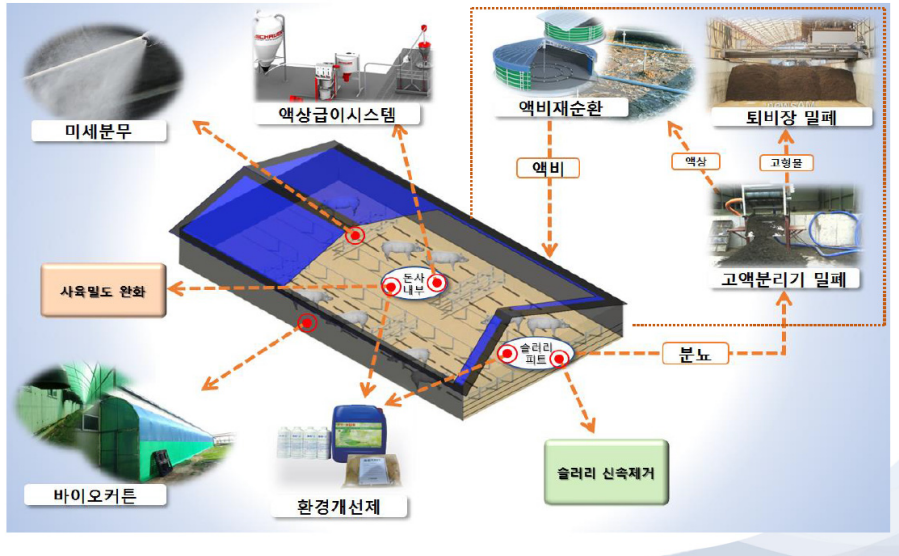 미세분무
액상급이시스템
액비재순환
퇴비장 밀폐
액비
액상
고형물
고액분리기 밀폐
돈사
내부
사육밀도 완화
슬러리
피트
분뇨
바이오커튼
환경개선제
슬러리 신속제거